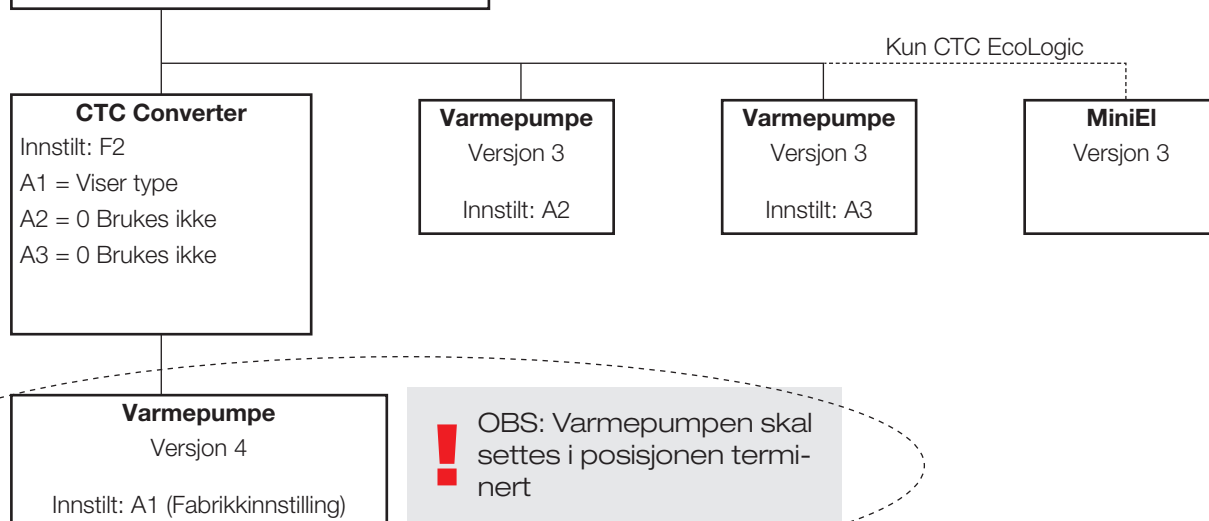 Kun CTC EcoLogic
CTC Converter
Innstilt: F2
A1 = Viser type
A2 = 0 Brukes ikke
A3 = 0 Brukes ikke
Varmepumpe
Versjon 3
Innstilt: A2
Varmepumpe
Versjon 3
Innstilt: A3
MiniEl
Versjon 3
Varmepumpe
Versjon 4
Innstilt: A1 (Fabrikkinnstilling)
! OBS: Varmepumpen skal
settes i posisjonen termi-
nert